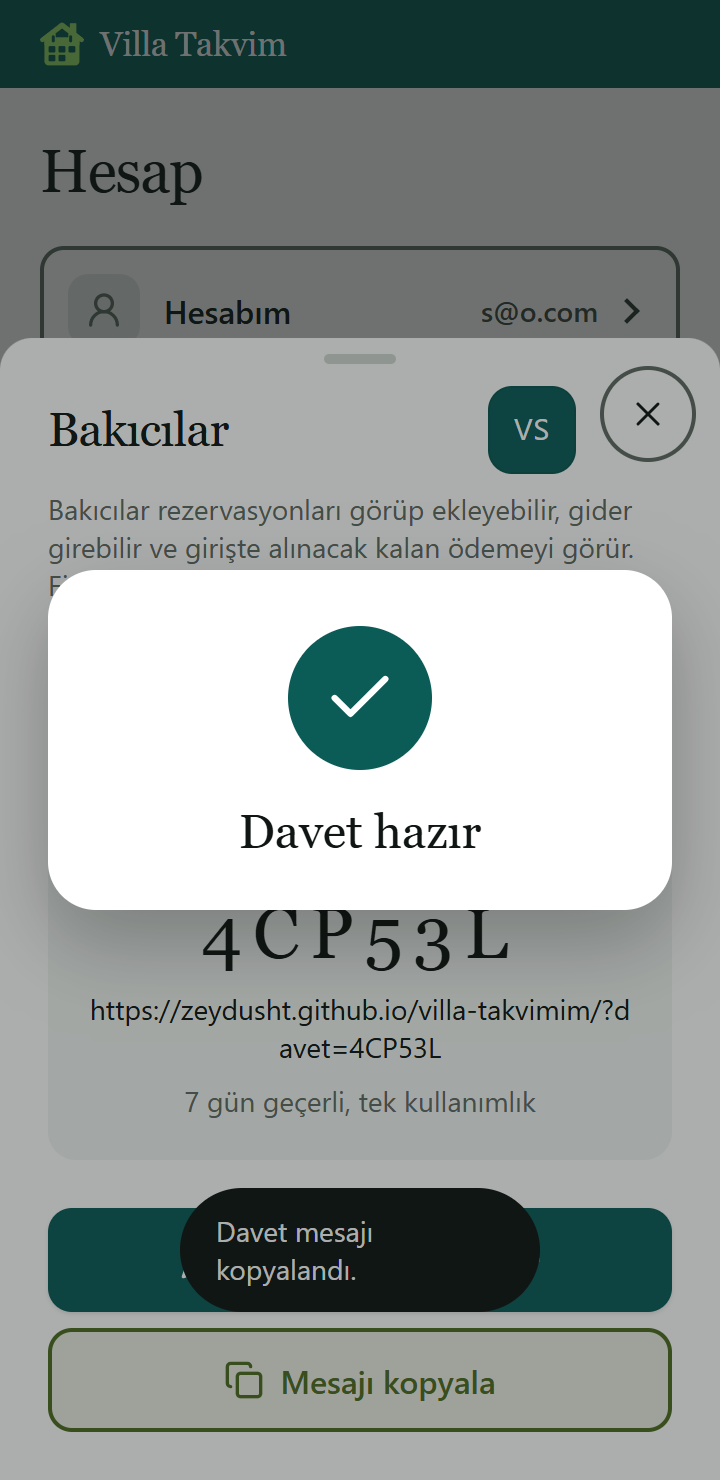 Villa Takvim
Hesap
Hesabım
s@o.com
Bakıcılar
VS
Bakıcılar rezervasyonları görüp ekleyebilir, gider
girebilir ve girişte alınacak kalan ödemeyi görür.
Davet hazır
4CP53L
https://zeydusht.github.io/villa-takvimim/?d
avet=4CP53L
7 gün geçerli, tek kullanımlık
Davet mesajı
kopyalandı.
Mesajı kopyala